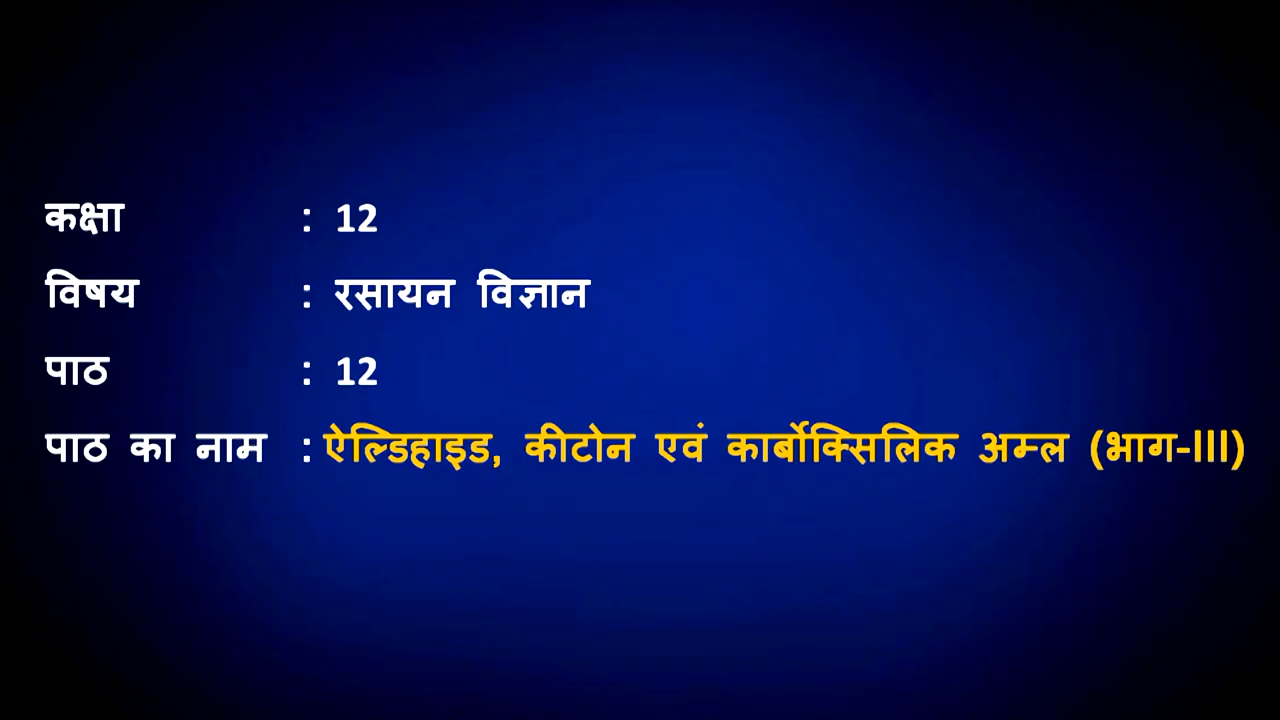 कक्षा : 12
विषय : रसायन विज्ञान
पाठ : 12
पाठ का नाम : ऐल्डिहाइड, कीटोन एवं कार्बोक्सिलिक अम्ल (भाग-III)